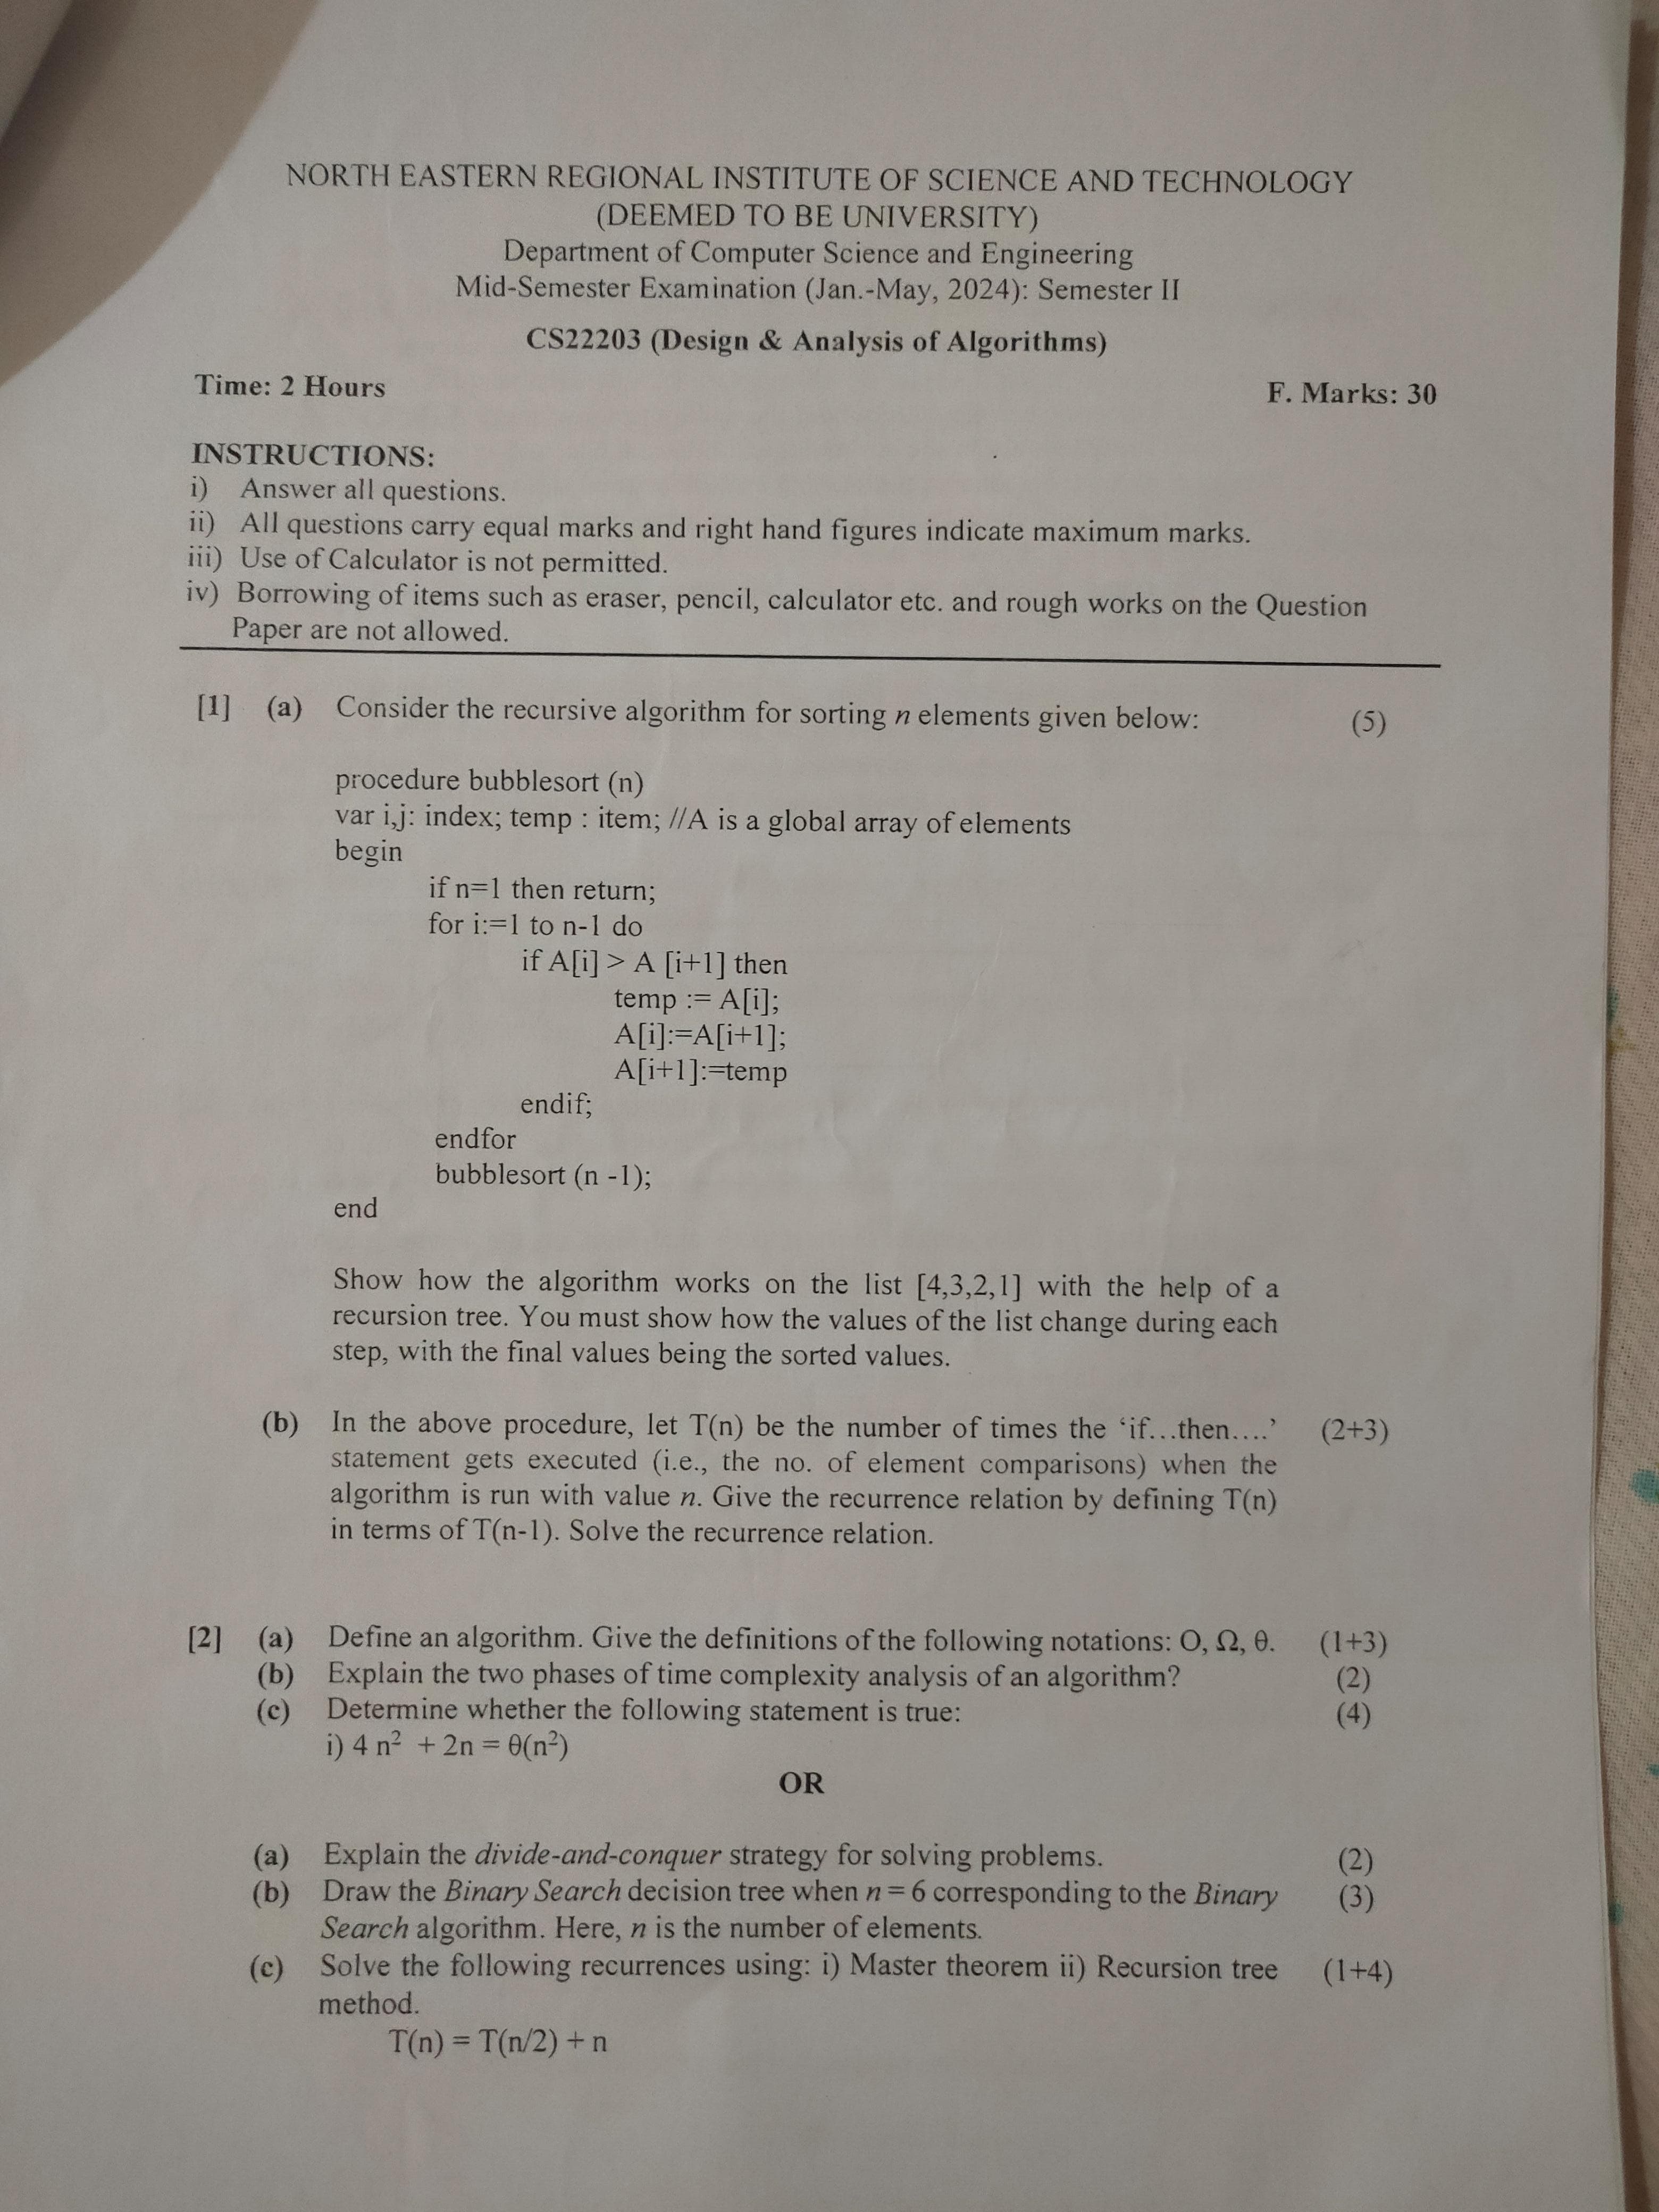 NORTH EASTERN REGIONAL INSTITUTE OF SCIENCE AND TECHNOLOGY
(DEEMED TO BE UNIVERSITY)
Department of Computer Science and Engineering
Mid-Semester Examination (Jan.-May, 2024): Semester II
CS22203 (Design & Analysis of Algorithms)
Time: 2 Hours F. Marks: 30
INSTRUCTIONS:
i) Answer all questions.
ii) All questions carry equal marks and right hand figures indicate maximum marks.
iii) Use of Calculator is not permitted.
iv) Borrowing of items such as eraser, pencil, calculator etc. and rough works on the Question
Paper are not allowed.
[1] (a) Consider the recursive algorithm for sorting n elements given below: (5)
procedure bubblesort (n)
var i,j: index; temp : item; //A is a global array of elements
begin
if n=1 then return;
for i:=1 to n-1 do
if A[i] > A [i+1] then
temp := A[i];
A[i]:=A[i+1];
A[i+1]:=temp
endif;
endfor
bubblesort (n -1);
end
Show how the algorithm works on the list [4,3,2,1] with the help of a
recursion tree. You must show how the values of the list change during each
step, with the final values being the sorted values.
(b) In the above procedure, let T(n) be the number of times the ‘if...then....’ (2+3)
statement gets executed (i.e., the no. of element comparisons) when the
algorithm is run with value n. Give the recurrence relation by defining T(n)
in terms of T(n-1). Solve the recurrence relation.
[2] (a) Define an algorithm. Give the definitions of the following notations: O, Ω, θ. (1+3)
(b) Explain the two phases of time complexity analysis of an algorithm? (2)
(c) Determine whether the following statement is true: (4)
i) 4 n² + 2n = θ(n²)
OR
(a) Explain the divide-and-conquer strategy for solving problems. (2)
(b) Draw the Binary Search decision tree when n = 6 corresponding to the Binary (3)
Search algorithm. Here, n is the number of elements.
(c) Solve the following recurrences using: i) Master theorem ii) Recursion tree (1+4)
method.
T(n) = T(n/2) + n